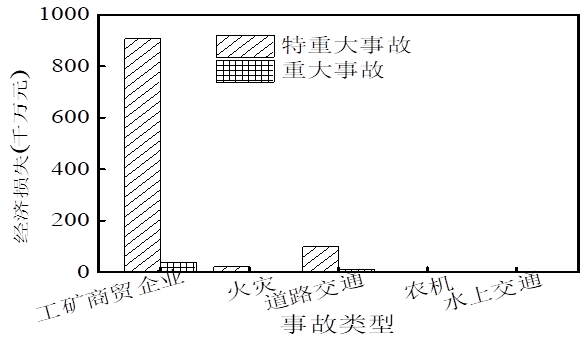 1000
800
600
400
200
0
经济损失(千万元)
特重大事故
重大事故
工矿商贸企业
火灾
道路交通
农机
水上交通
事故类型